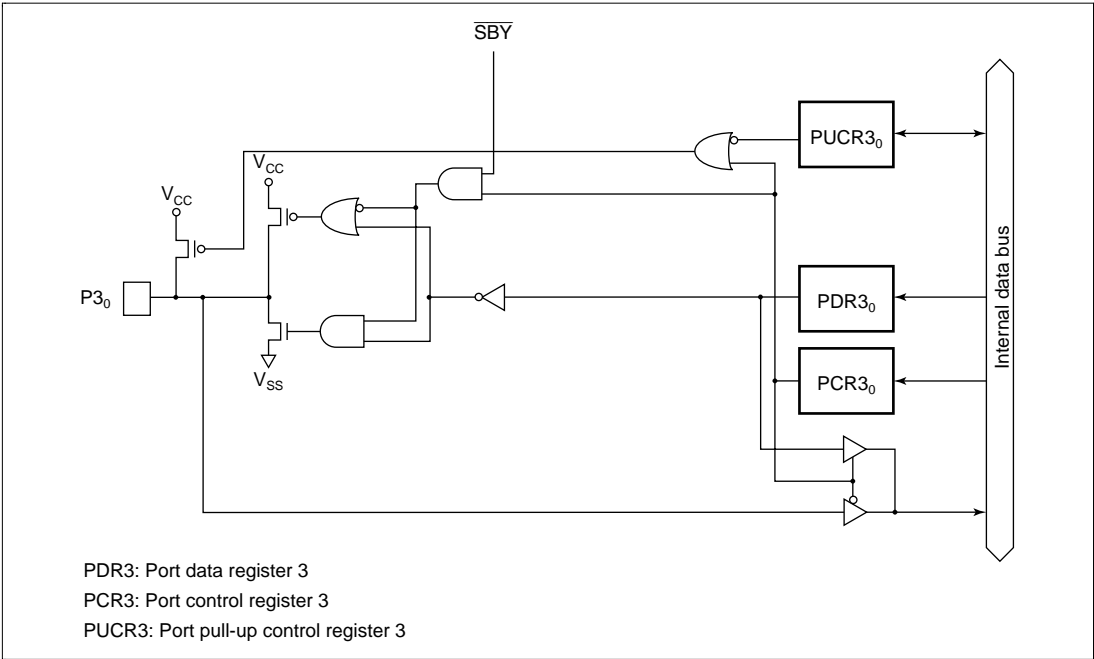 SBY
PUCR3₀
V_CC
V_CC
P3₀
PDR3₀
V_SS
PCR3₀
Internal data bus
PDR3: Port data register 3
PCR3: Port control register 3
PUCR3: Port pull-up control register 3